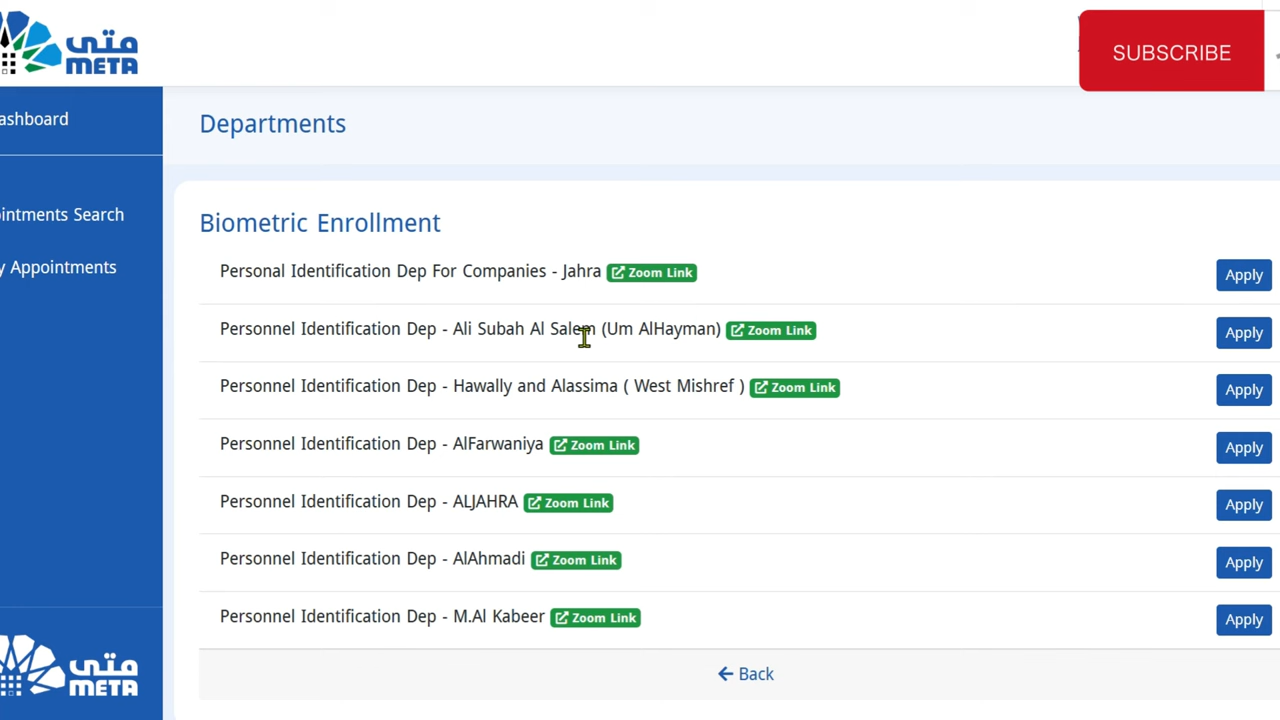 متى
META
SUBSCRIBE
ashboard
Departments
intments Search
y Appointments
Biometric Enrollment
Personal Identification Dep For Companies - Jahra Zoom Link Apply
Personnel Identification Dep - Ali Subah Al Salem (Um AlHayman) Zoom Link Apply
Personnel Identification Dep - Hawally and Alassima ( West Mishref ) Zoom Link Apply
Personnel Identification Dep - AlFarwaniya Zoom Link Apply
Personnel Identification Dep - ALJAHRA Zoom Link Apply
Personnel Identification Dep - AlAhmadi Zoom Link Apply
Personnel Identification Dep - M.Al Kabeer Zoom Link Apply
متى
META
Back